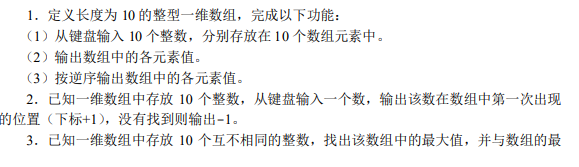 1．定义长度为 10 的整型一维数组，完成以下功能：
（1）从键盘输入 10 个整数，分别存放在 10 个数组元素中。
（2）输出数组中的各元素值。
（3）按逆序输出数组中的各元素值。
2．已知一维数组中存放 10 个整数，从键盘输入一个数，输出该数在数组中第一次出现
的位置（下标+1），没有找到则输出−1。
3．已知一维数组中存放 10 个互不相同的整数，找出该数组中的最大值，并与数组的最